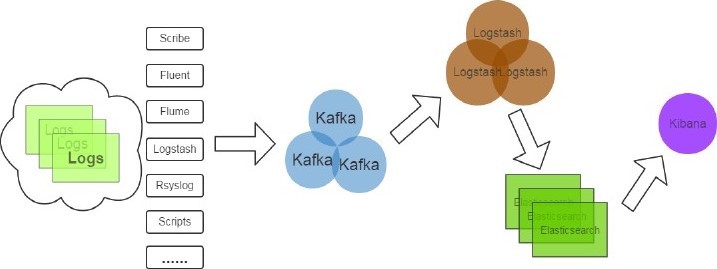 Scribe
Fluent
Flume
Logstash
Rsyslog
Scripts
......
Logs
Logs
Logs
Kafka
Kafka
Kafka
Logstash
Logstash
Logstash
Elasticsearch
Elasticsearch
Elasticsearch
Kibana